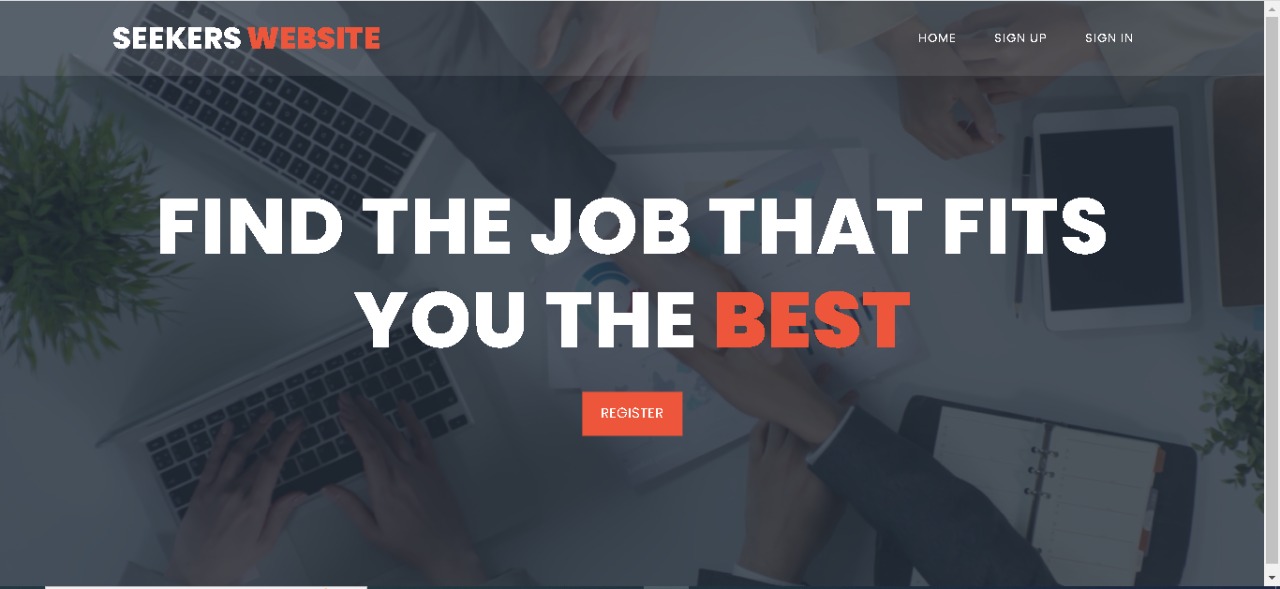 SEEKERS WEBSITE
HOME SIGN UP SIGN IN
FIND THE JOB THAT FITS
YOU THE BEST
REGISTER